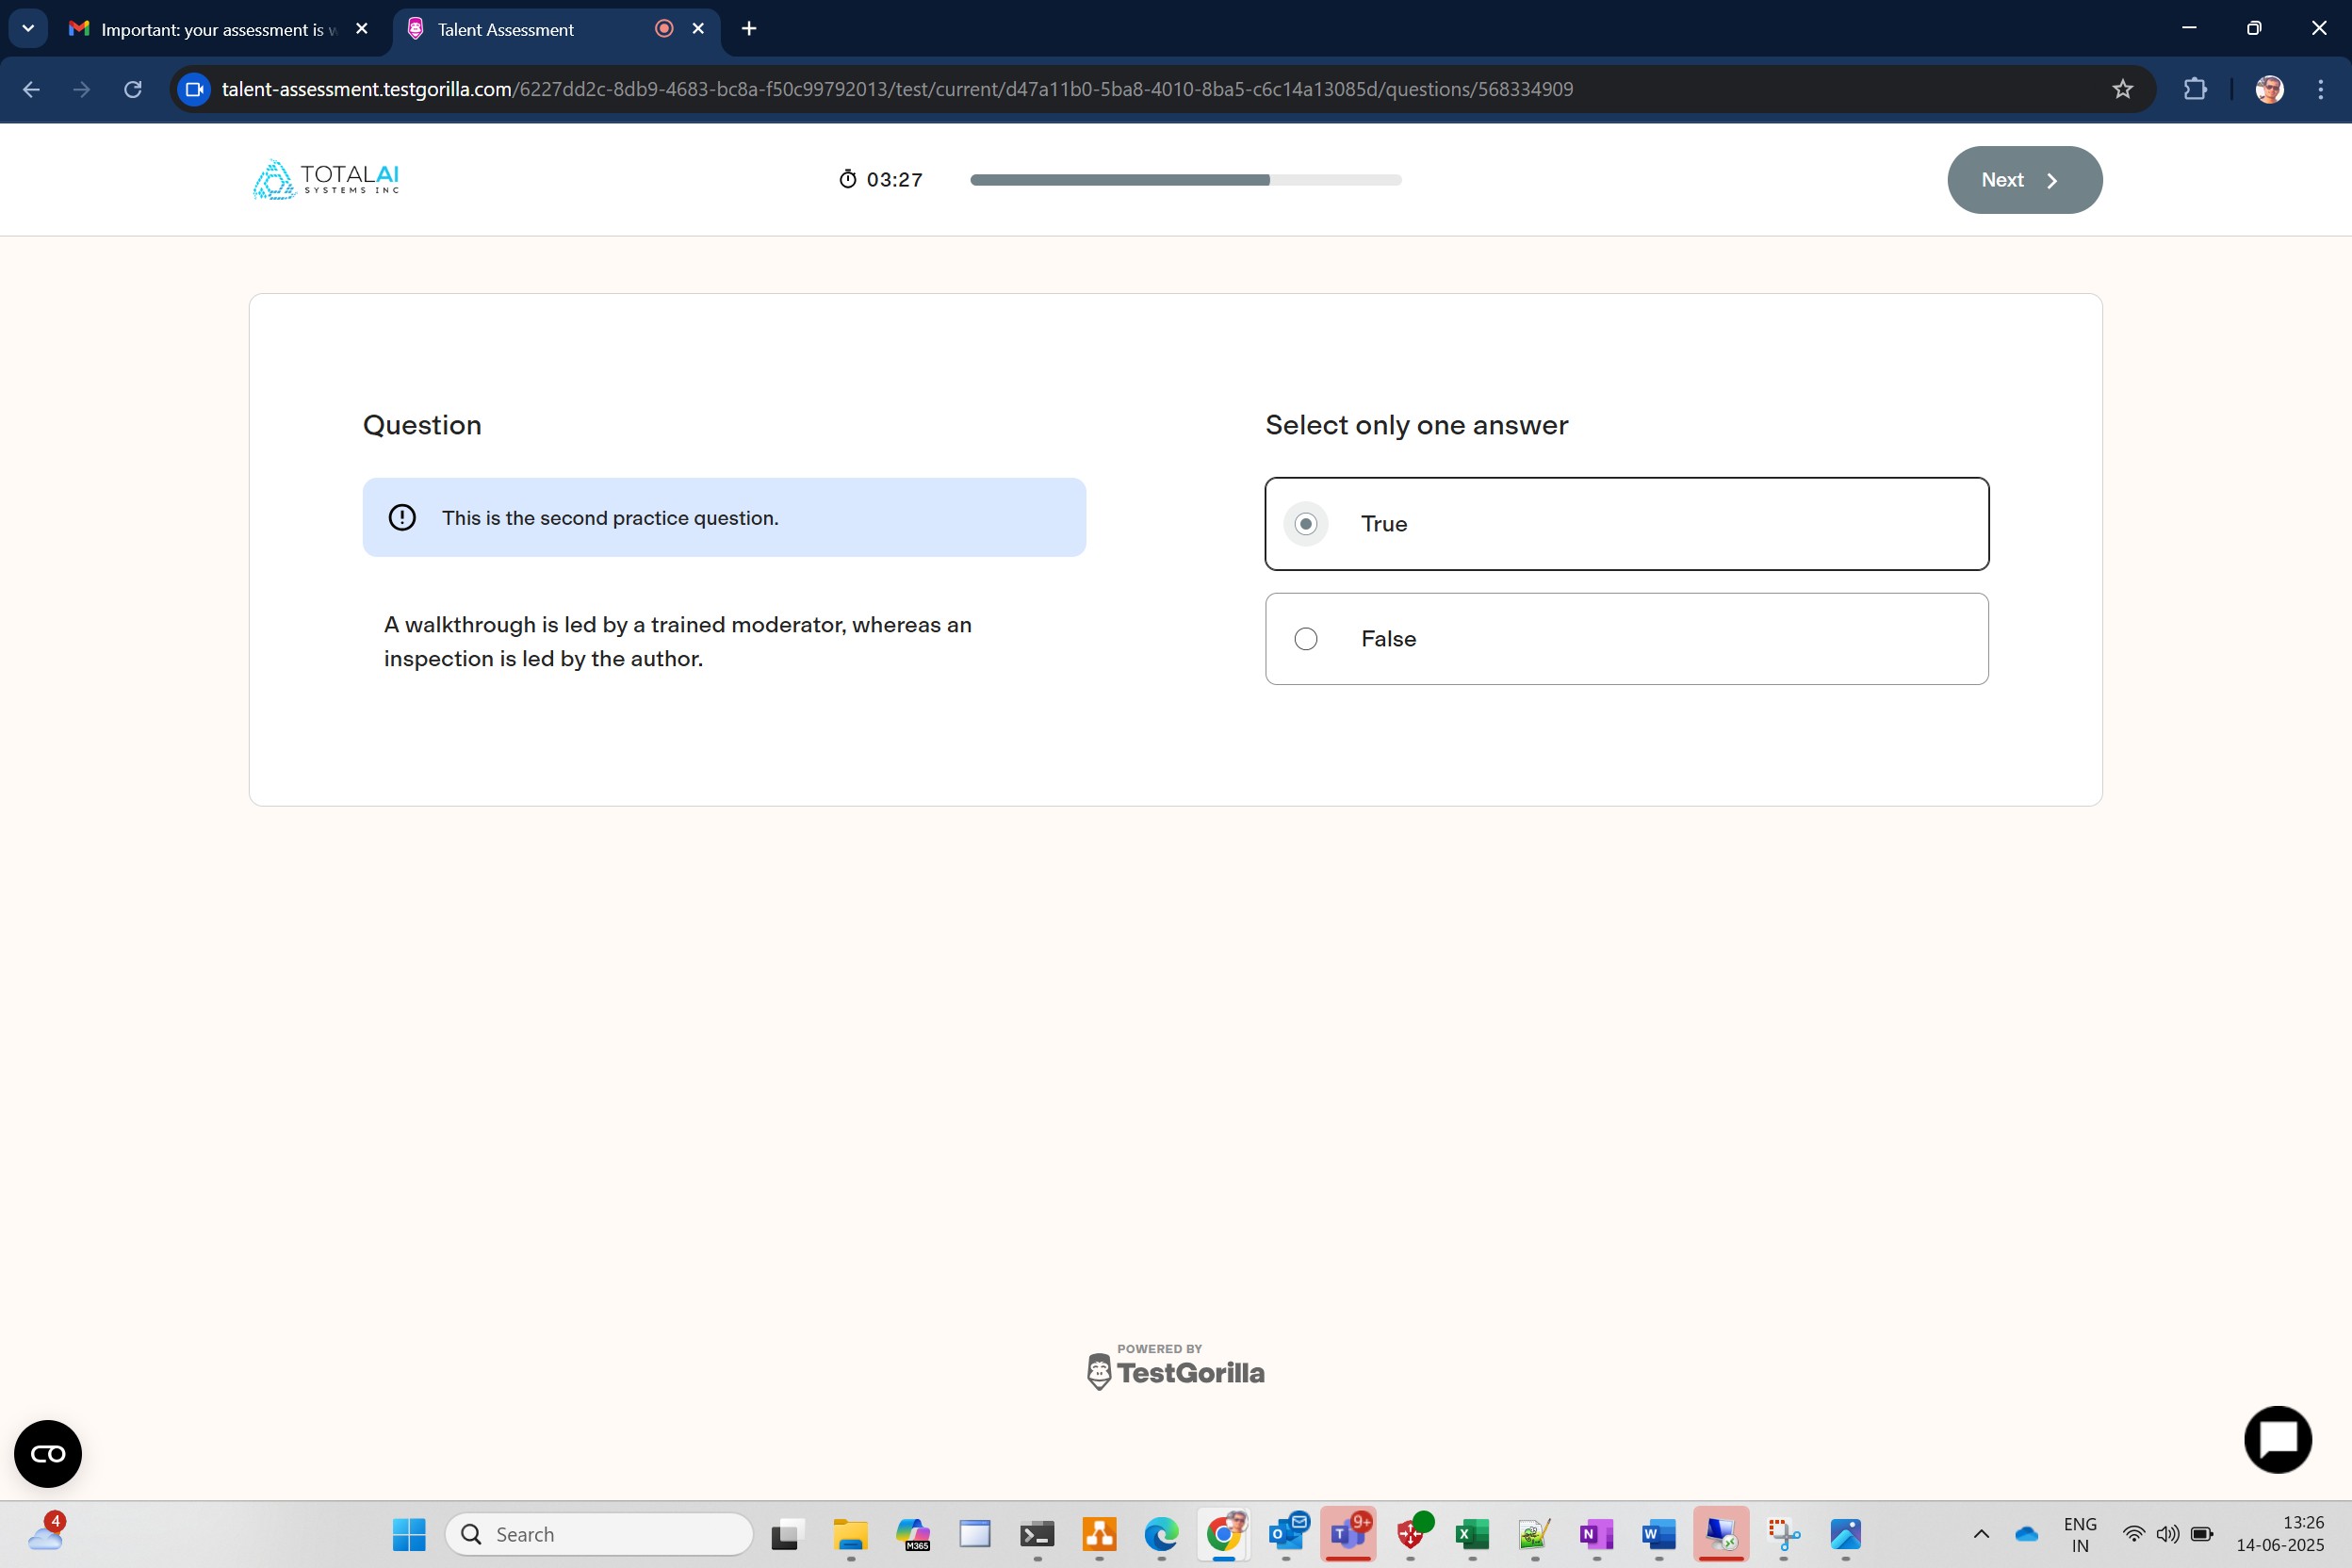 Important: your assessment is w
Talent Assessment
talent-assessment.testgorilla.com/6227dd2c-8db9-4683-bc8a-f50c99792013/test/current/d47a11b0-5ba8-4010-8ba5-c6c14a13085d/questions/568334909
TOTALAI
SYSTEMS INC
03:27
Next
Question
This is the second practice question.
A walkthrough is led by a trained moderator, whereas an
inspection is led by the author.
Select only one answer
True
False
POWERED BY
TestGorilla
4
Search
M365
9+
ENG
IN
13:26
14-06-2025